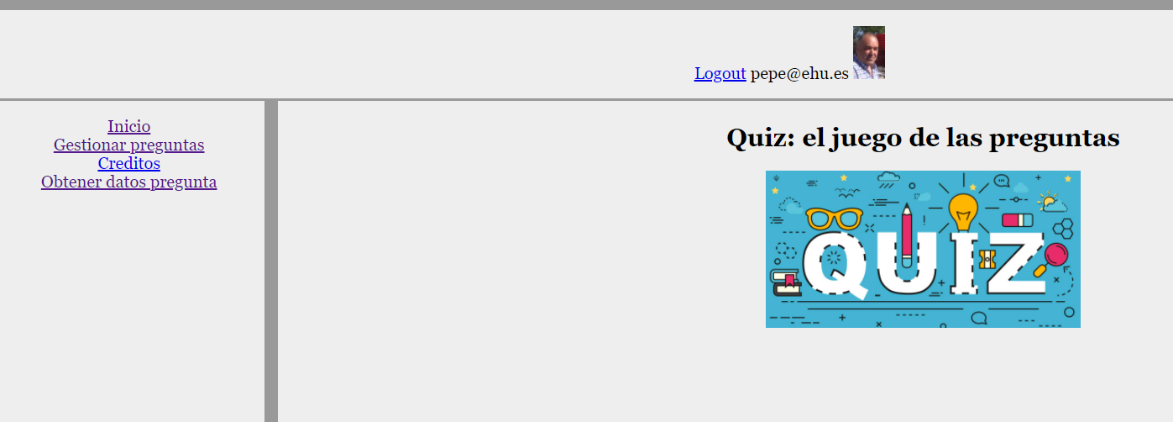 Logout pepe@ehu.es
Inicio
Gestionar preguntas
Creditos
Obtener datos pregunta
Quiz: el juego de las preguntas
QUIZ